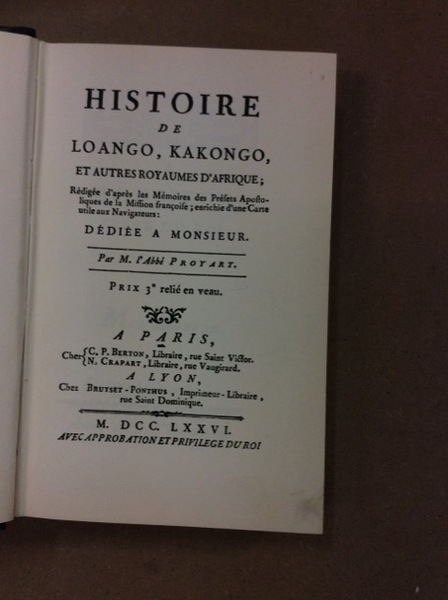 HISTOIRE
DE
LOANGO, KAKONGO,
ET AUTRES ROYAUMES D'AFRIQUE;
Rédigée d'après les Mémoires des Préfets Aposto-
liques de la Mission françoise; enrichie d'une Carte
utile aux Navigateurs:
DÉDIÉE A MONSIEUR.
Par M. l'Abbé PROYART.
PRIX 3* relié en veau.
A PARIS,
Chez { C. P. BERTON, Libraire, rue Saint Victor.
N. CRAPART, Libraire, rue Vaugirard.
A LYON,
Chez BRUYSET-PONTHUS, Imprimeur-Libraire,
rue Saint Dominique.
M. DCC. LXXVI.
AVEC APPROBATION ET PRIVILEGE DU ROI